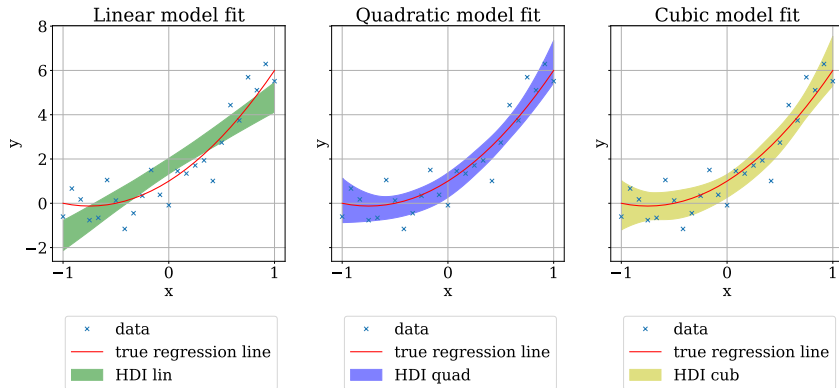 Linear model fit
Quadratic model fit
Cubic model fit
8
6
4
2
0
−2
y
y
y
−1
0
1
−1
0
1
−1
0
1
x
x
x
data
true regression line
HDI lin
data
true regression line
HDI quad
data
true regression line
HDI cub